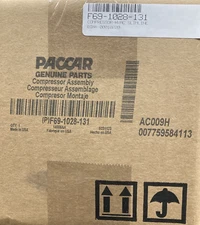 F69-1028-131
PACCAR
GENUINE PARTS
Compressor Assembly
Compresseur Assemblage
Compresor Montaje
(P)F69-1028-131
AC009H
007759584113